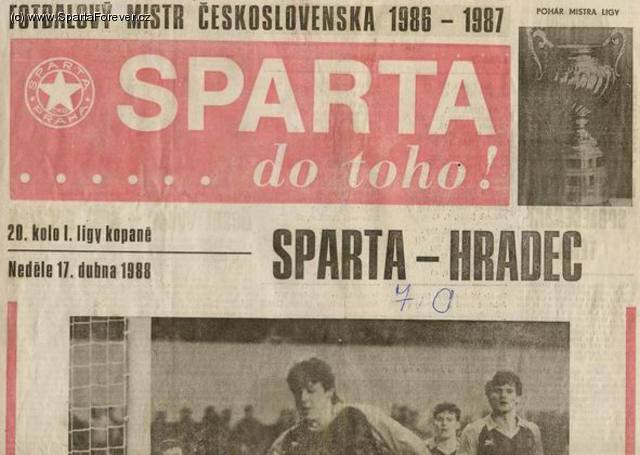 FOTBALOVÝ MISTR ČESKOSLOVENSKA 1986 – 1987
(c) www.SpartaForever.cz
POHÁR MISTRA LIGY
SPARTA
PRAHA
SPARTA
...... do toho!
20. kolo I. ligy kopané
Neděle 17. dubna 1988
SPARTA – HRADEC
7 0